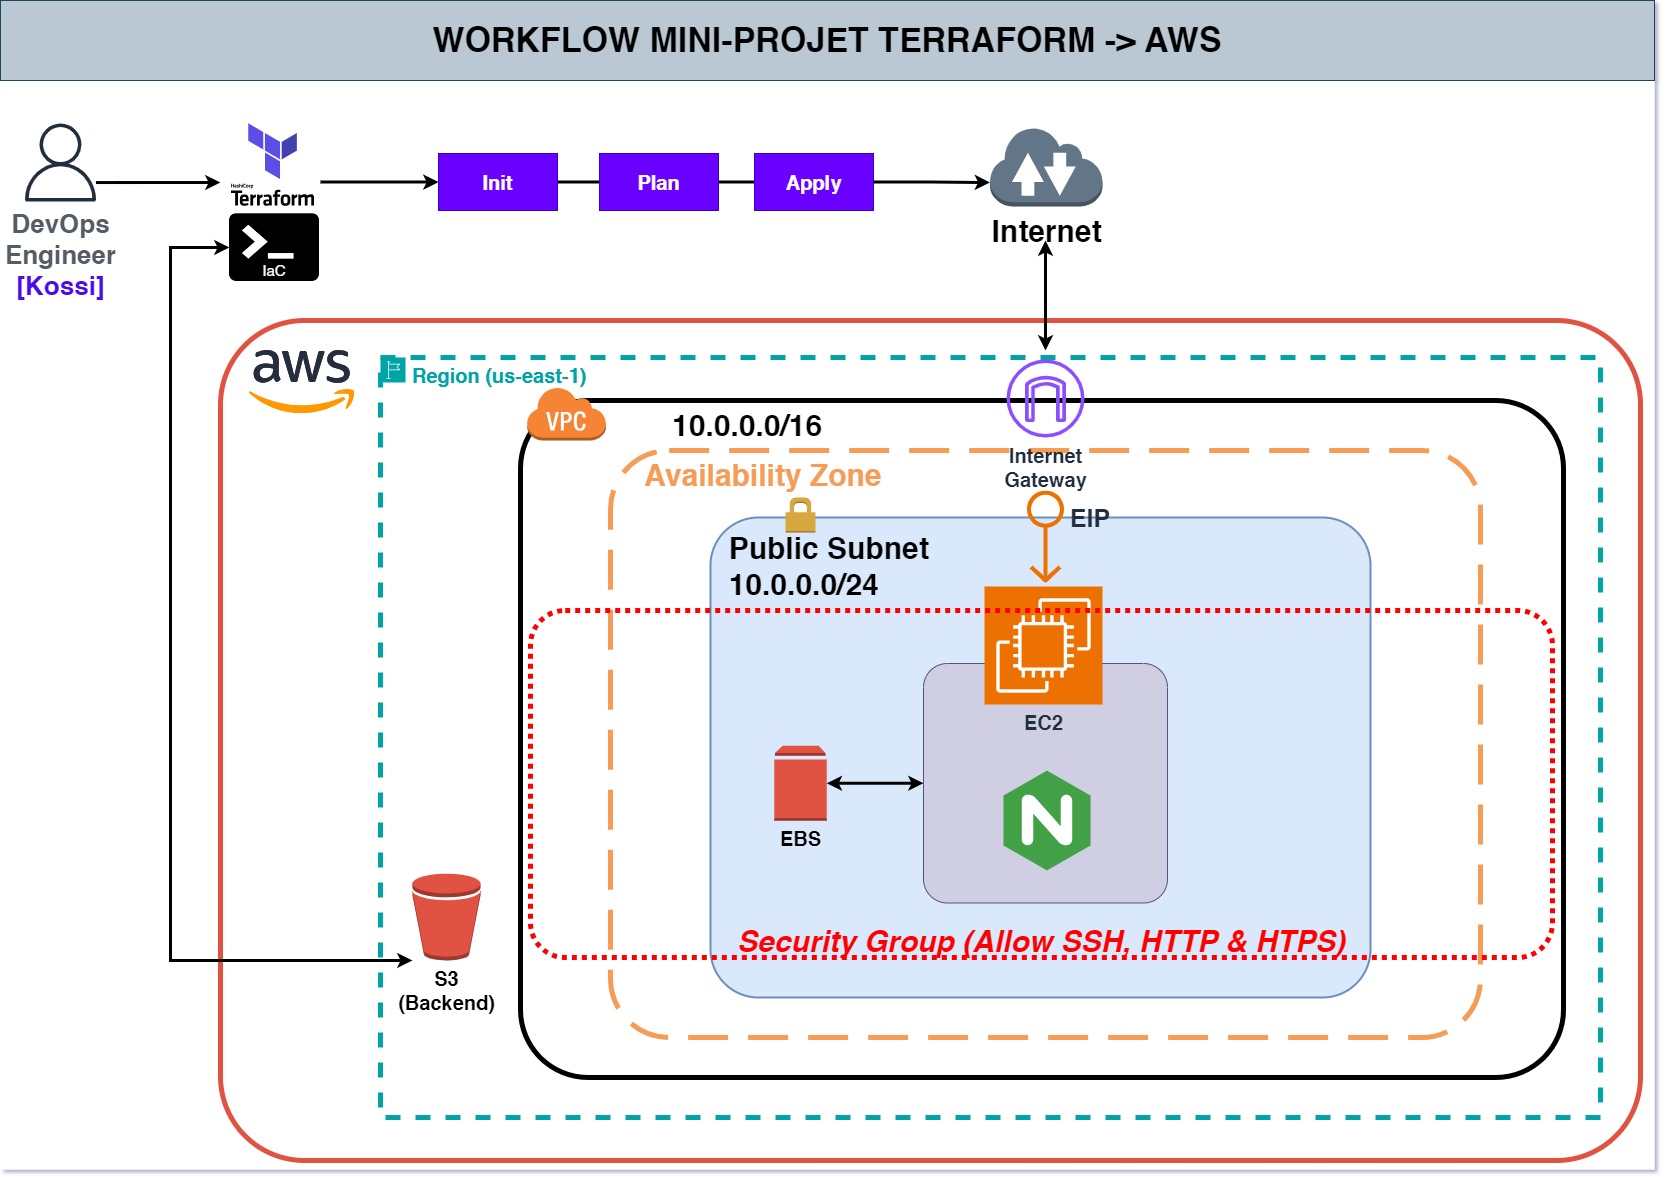 WORKFLOW MINI-PROJET TERRAFORM -> AWS
DevOps
Engineer
[Kossi]
HashiCorp
Terraform
>_
IaC
Init
Plan
Apply
Internet
aws
Region (us-east-1)
VPC
10.0.0.0/16
Internet
Gateway
Availability Zone
EIP
Public Subnet
10.0.0.0/24
EC2
N
EBS
Security Group (Allow SSH, HTTP & HTPS)
S3
(Backend)